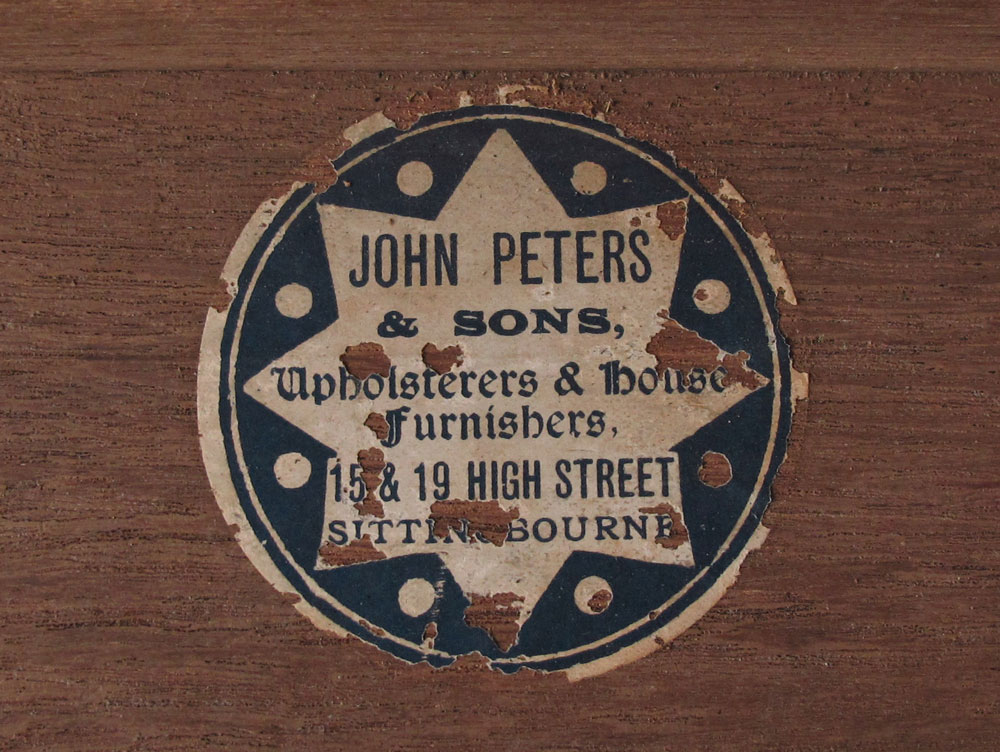 JOHN PETERS
& SONS,
Upholsterers & House
Furnishers,
15 & 19 HIGH STREET
SITTINGBOURNE